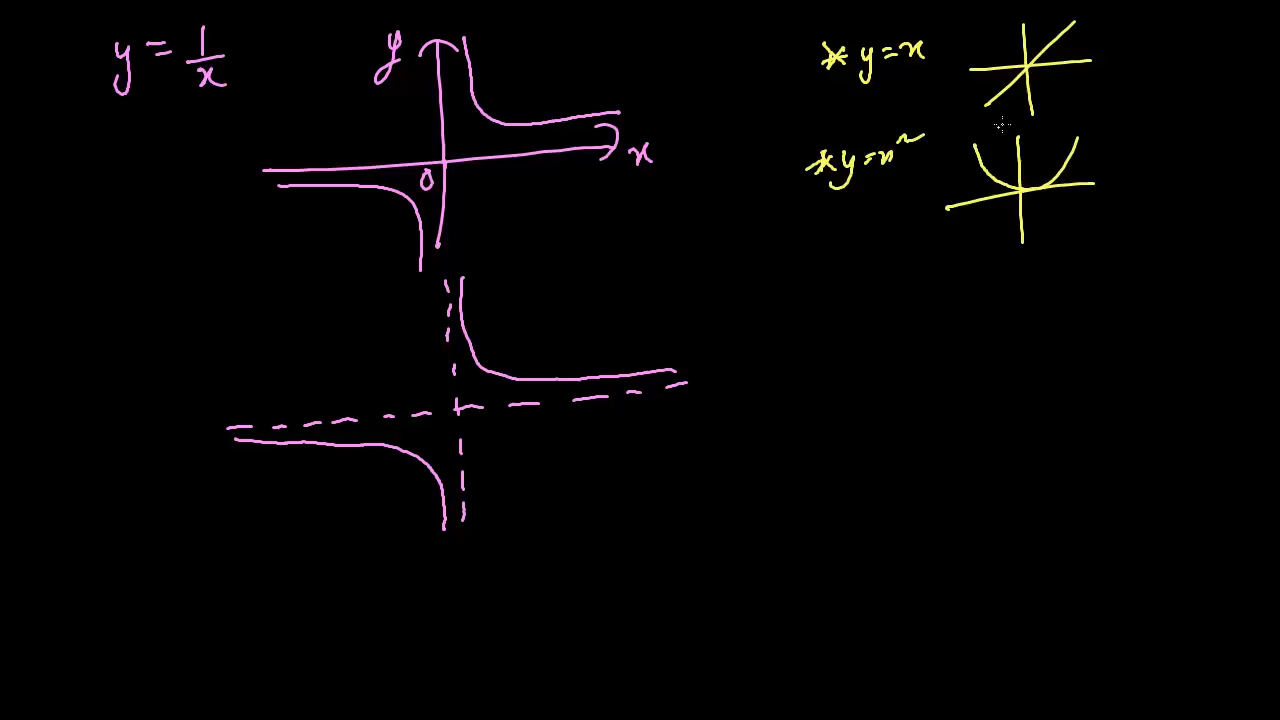 y = 1/x
y
x
0
* y = x
* y = x²